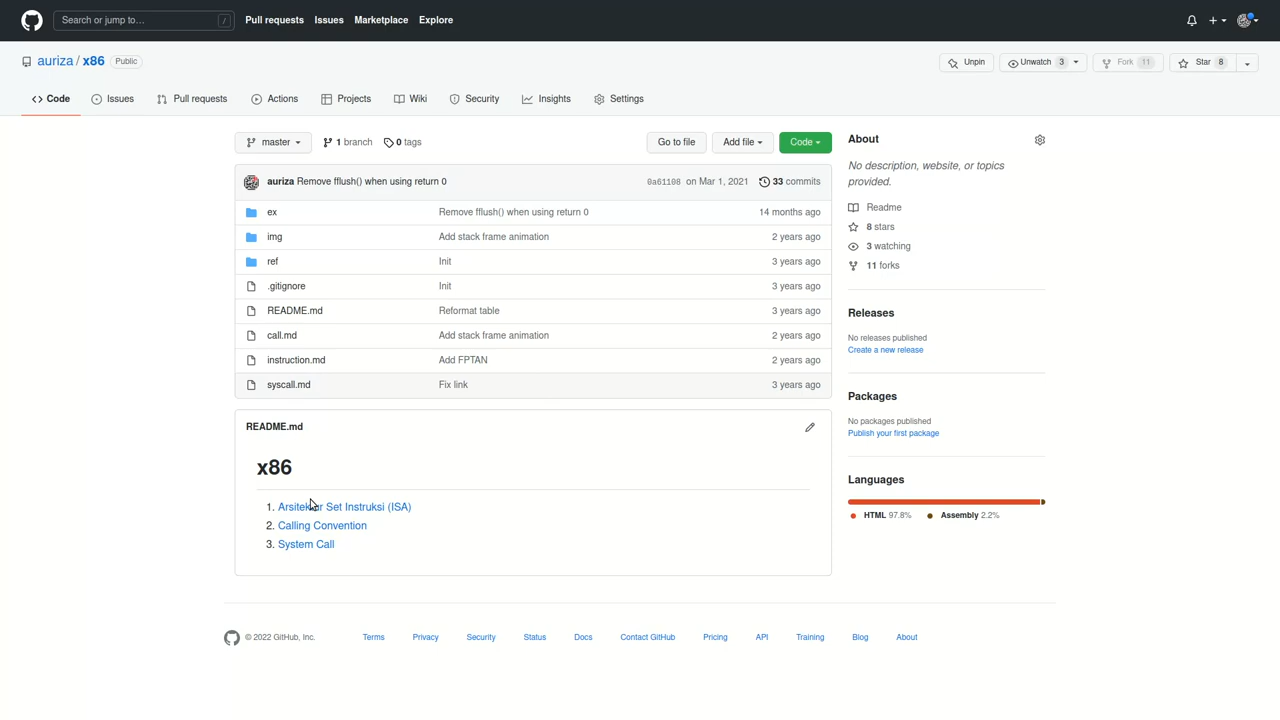 Search or jump to… / Pull requests Issues Marketplace Explore
auriza / x86 Public Unpin Unwatch 3 Fork 11 Star 8
Code Issues Pull requests Actions Projects Wiki Security Insights Settings
master 1 branch 0 tags Go to file Add file Code
auriza Remove fflush() when using return 0 0a61108 on Mar 1, 2021 33 commits
ex Remove fflush() when using return 0 14 months ago
img Add stack frame animation 2 years ago
ref Init 3 years ago
.gitignore Init 3 years ago
README.md Reformat table 3 years ago
call.md Add stack frame animation 2 years ago
instruction.md Add FPTAN 2 years ago
syscall.md Fix link 3 years ago
README.md
x86
1. Arsitektur Set Instruksi (ISA)
2. Calling Convention
3. System Call
About
No description, website, or topics
provided.
Readme
8 stars
3 watching
11 forks
Releases
No releases published
Create a new release
Packages
No packages published
Publish your first package
Languages
HTML 97.8% Assembly 2.2%
© 2022 GitHub, Inc. Terms Privacy Security Status Docs Contact GitHub Pricing API Training Blog About